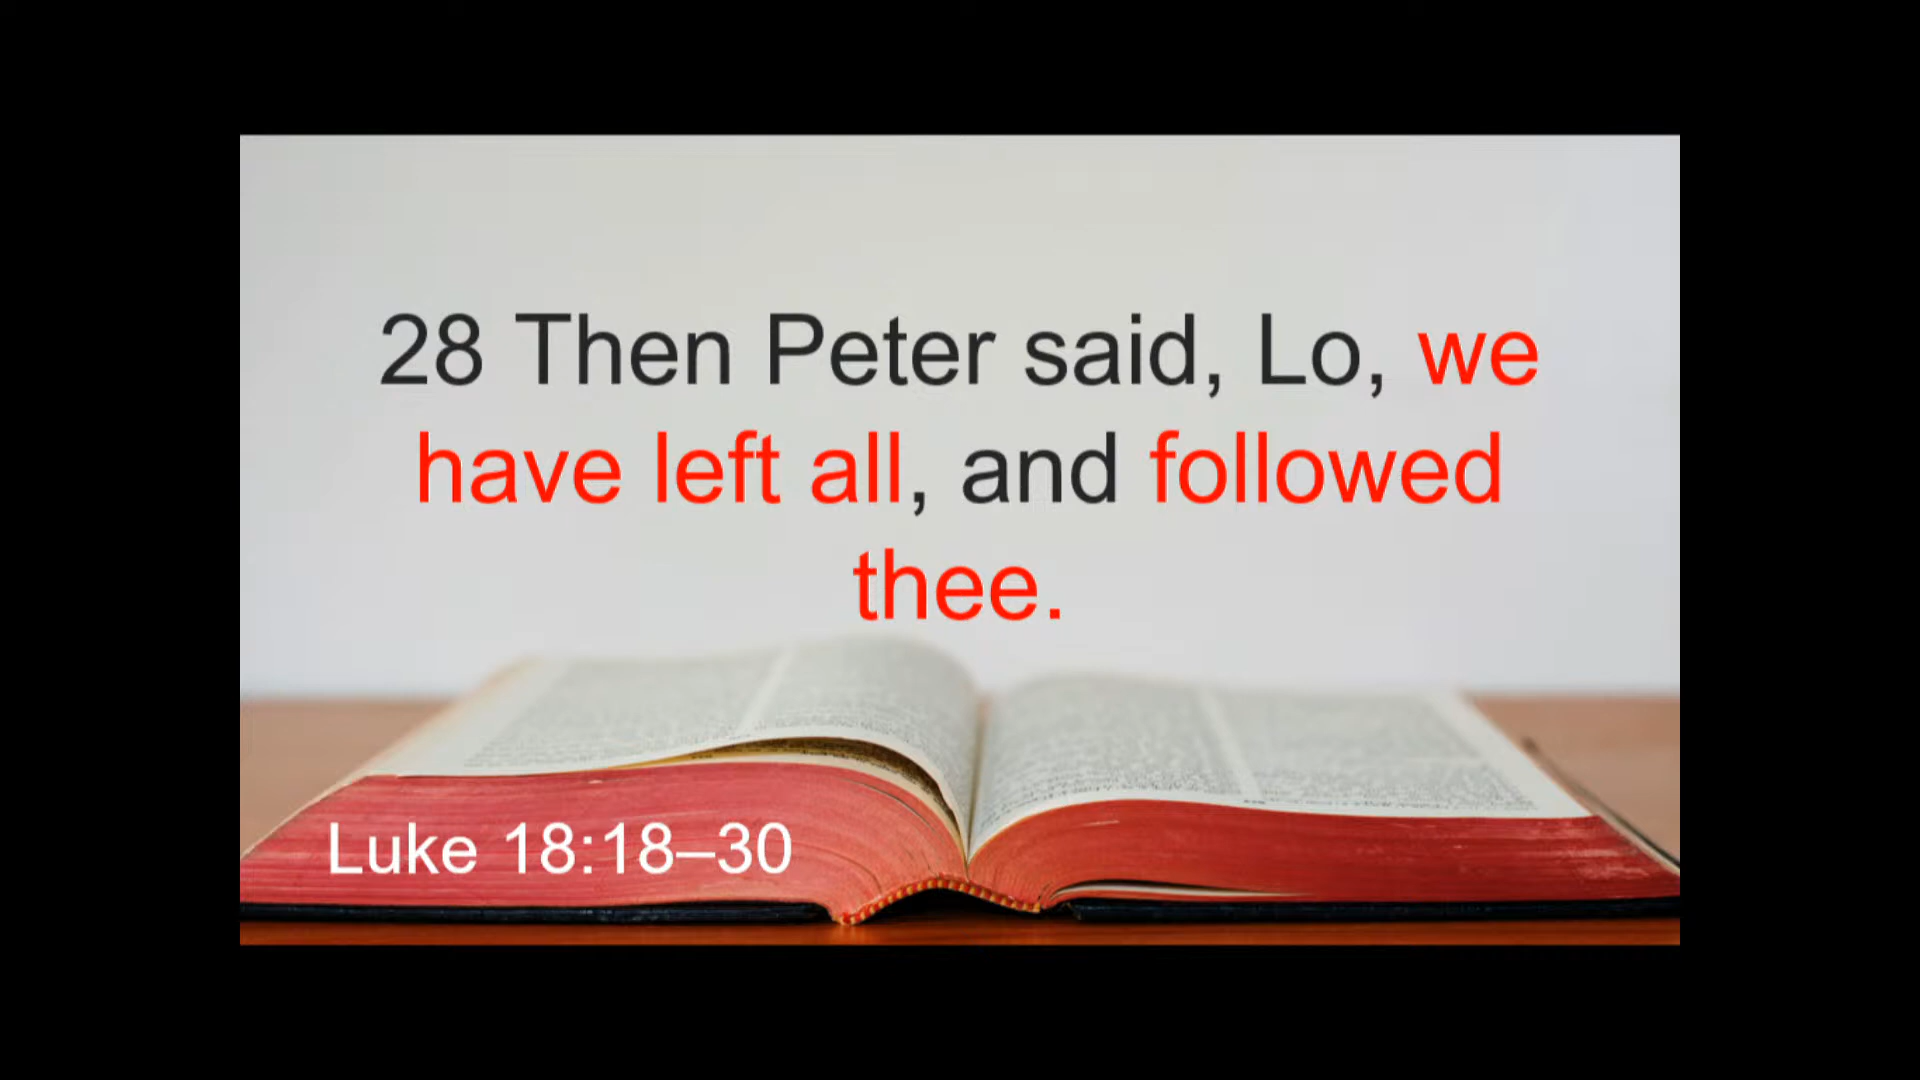 28 Then Peter said, Lo, we
have left all, and followed
thee.
Luke 18:18–30